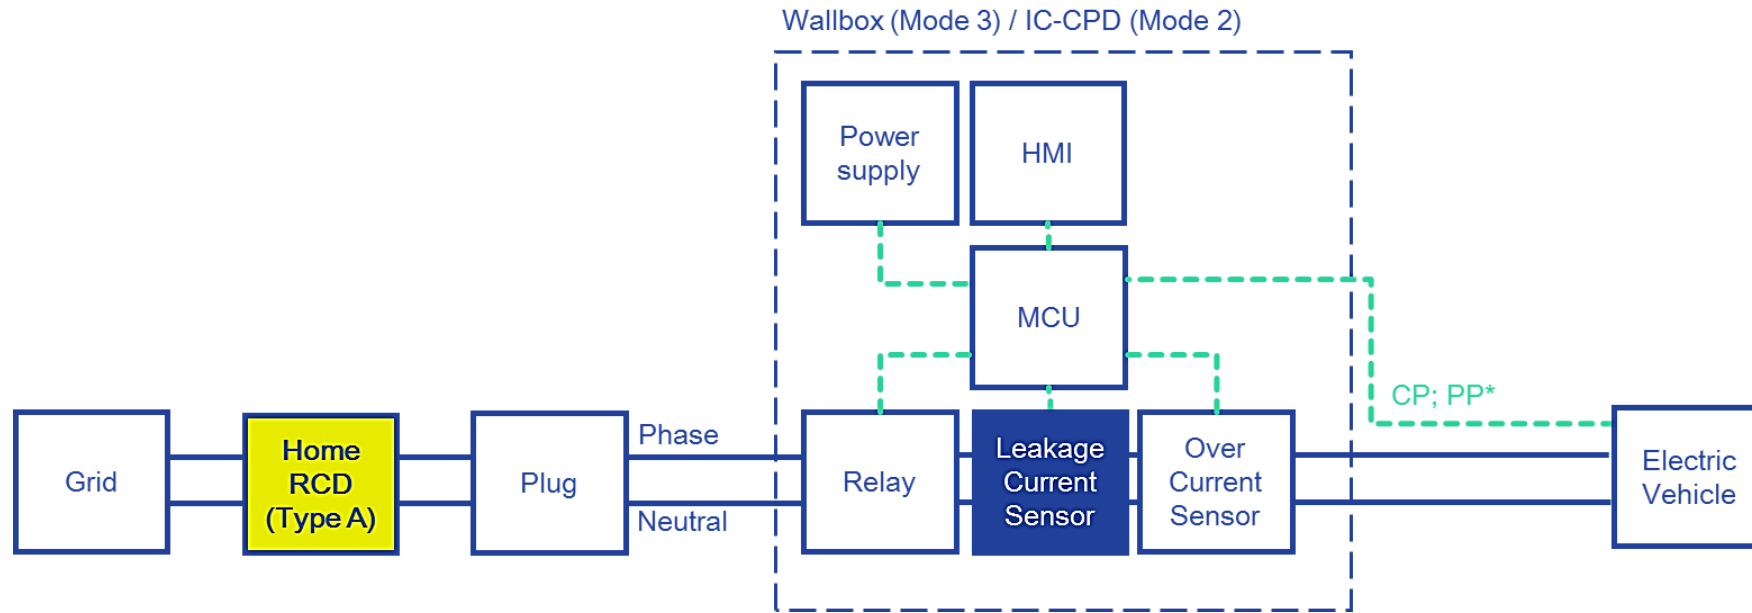 Wallbox (Mode 3) / IC-CPD (Mode 2)
Power
supply
HMI
MCU
CP; PP*
Grid
Home
RCD
(Type A)
Plug
Phase
Neutral
Relay
Leakage
Current
Sensor
Over
Current
Sensor
Electric
Vehicle